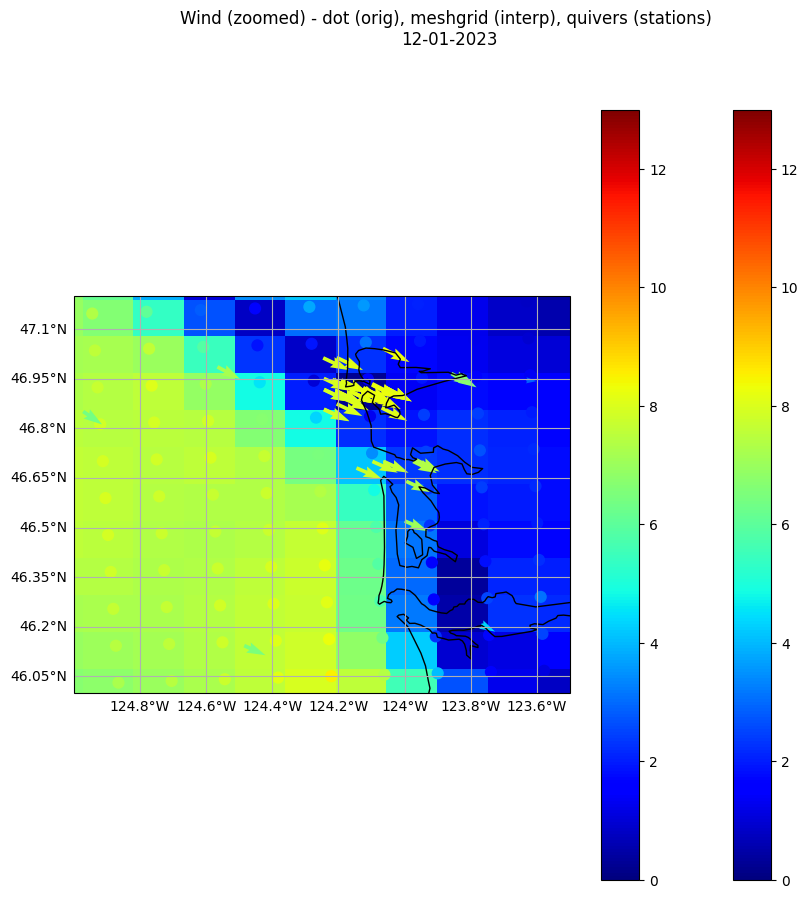 Wind (zoomed) - dot (orig), meshgrid (interp), quivers (stations)
12-01-2023
47.1°N
46.95°N
46.8°N
46.65°N
46.5°N
46.35°N
46.2°N
46.05°N
124.8°W 124.6°W 124.4°W 124.2°W 124°W 123.8°W 123.6°W
12
10
8
6
4
2
0
12
10
8
6
4
2
0